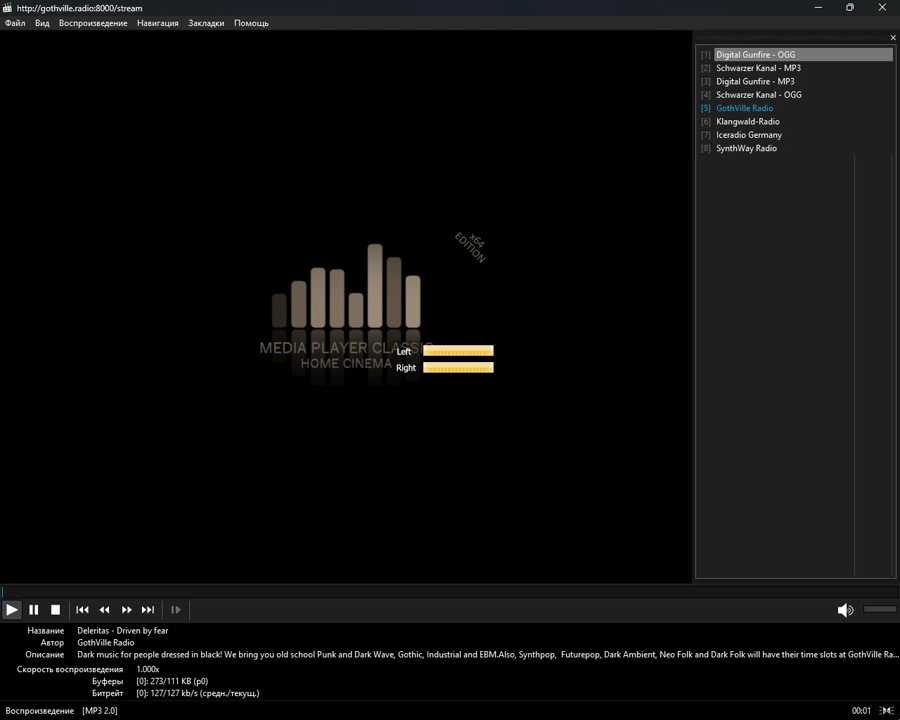 http://gothville.radio:8000/stream
Файл Вид Воспроизведение Навигация Закладки Помощь
[1] Digital Gunfire - OGG
[2] Schwarzer Kanal - MP3
[3] Digital Gunfire - MP3
[4] Schwarzer Kanal - OGG
[5] GothVille Radio
[6] Klangwald-Radio
[7] Iceradio Germany
[8] SynthWay Radio
x64
EDITION
MEDIA PLAYER CLASSIC
HOME CINEMA
Left
Right
Название Deleritas - Driven by fear
Автор GothVille Radio
Описание Dark music for people dressed in black! We bring you old school Punk and Dark Wave, Gothic, Industrial and EBM.Also, Synthpop, Futurepop, Dark Ambient, Neo Folk and Dark Folk will have their time slots at GothVille Ra...
Скорость воспроизведения 1.000x
Буферы [0]: 273/111 KB (p0)
Битрейт [0]: 127/127 kb/s (средн./текущ.)
Воспроизведение [MP3 2.0] 00:01